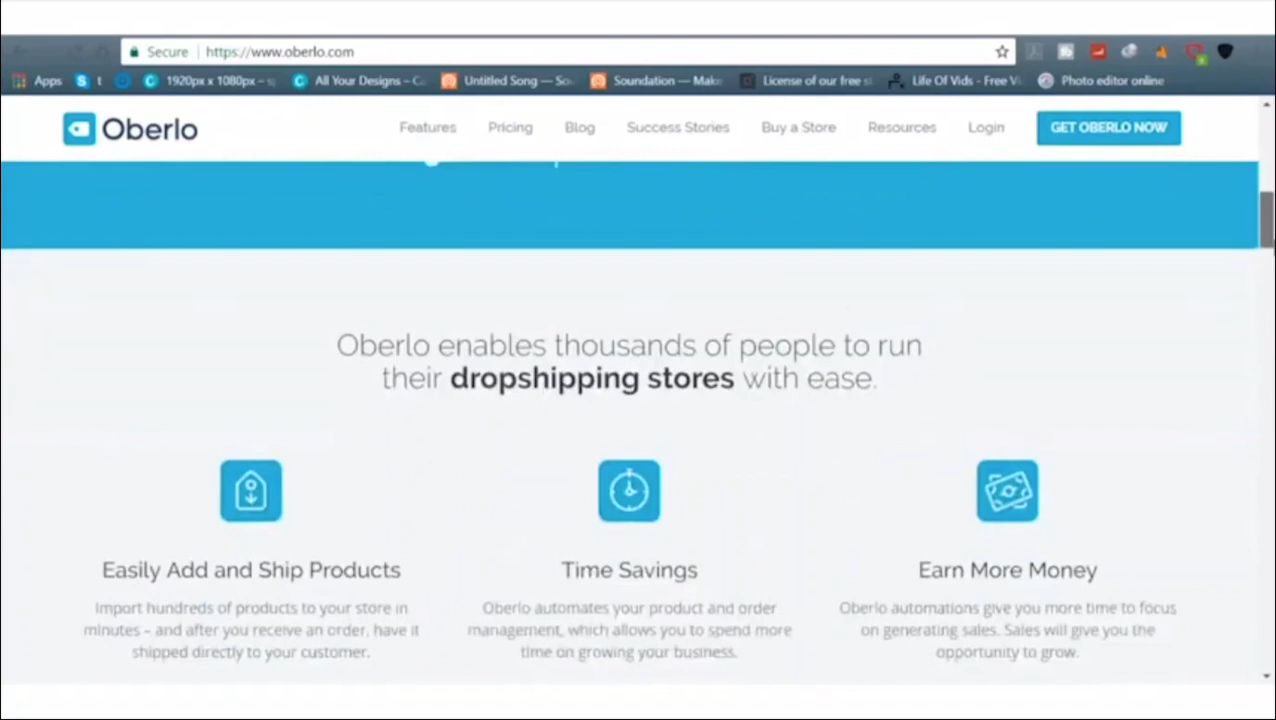 Secure https://www.oberlo.com
Apps t 1920px x 1080px – s All Your Designs – C Untitled Song — So Soundation — Make License of our free s Life Of Vids - Free V Photo editor online
Oberlo Features Pricing Blog Success Stories Buy a Store Resources Login GET OBERLO NOW
Oberlo enables thousands of people to run
their dropshipping stores with ease.
Easily Add and Ship Products
Import hundreds of products to your store in
minutes – and after you receive an order, have it
shipped directly to your customer.
Time Savings
Oberlo automates your product and order
management, which allows you to spend more
time on growing your business.
Earn More Money
Oberlo automations give you more time to focus
on generating sales. Sales will give you the
opportunity to grow.